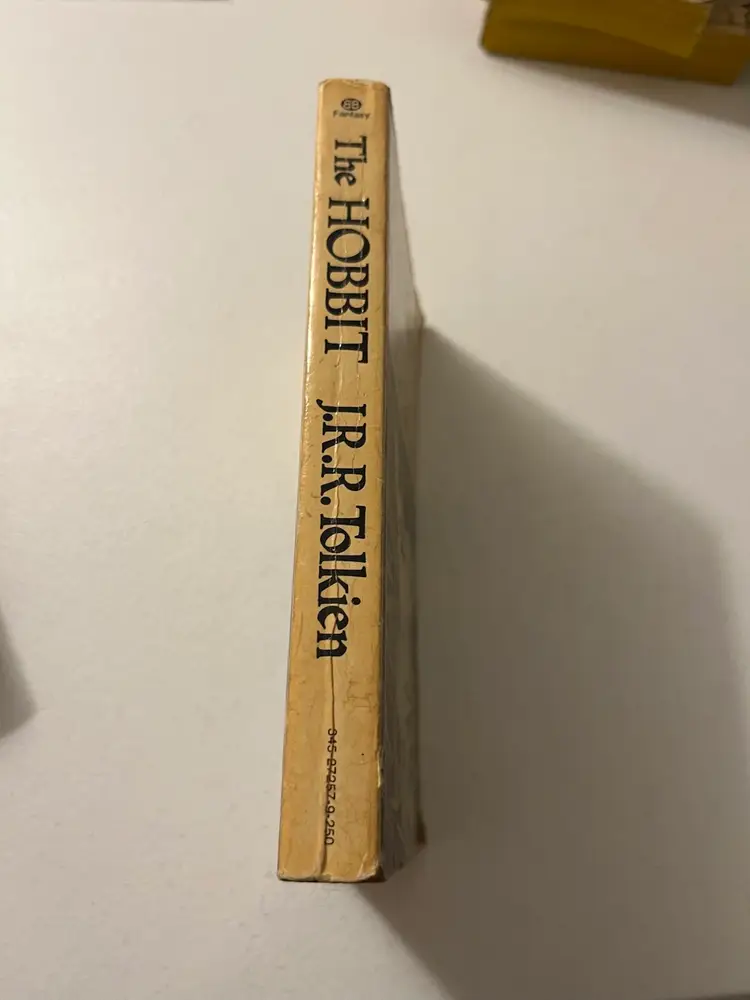 BB
Fantasy
The HOBBIT J.R.R. Tolkien
345-27257-9-250